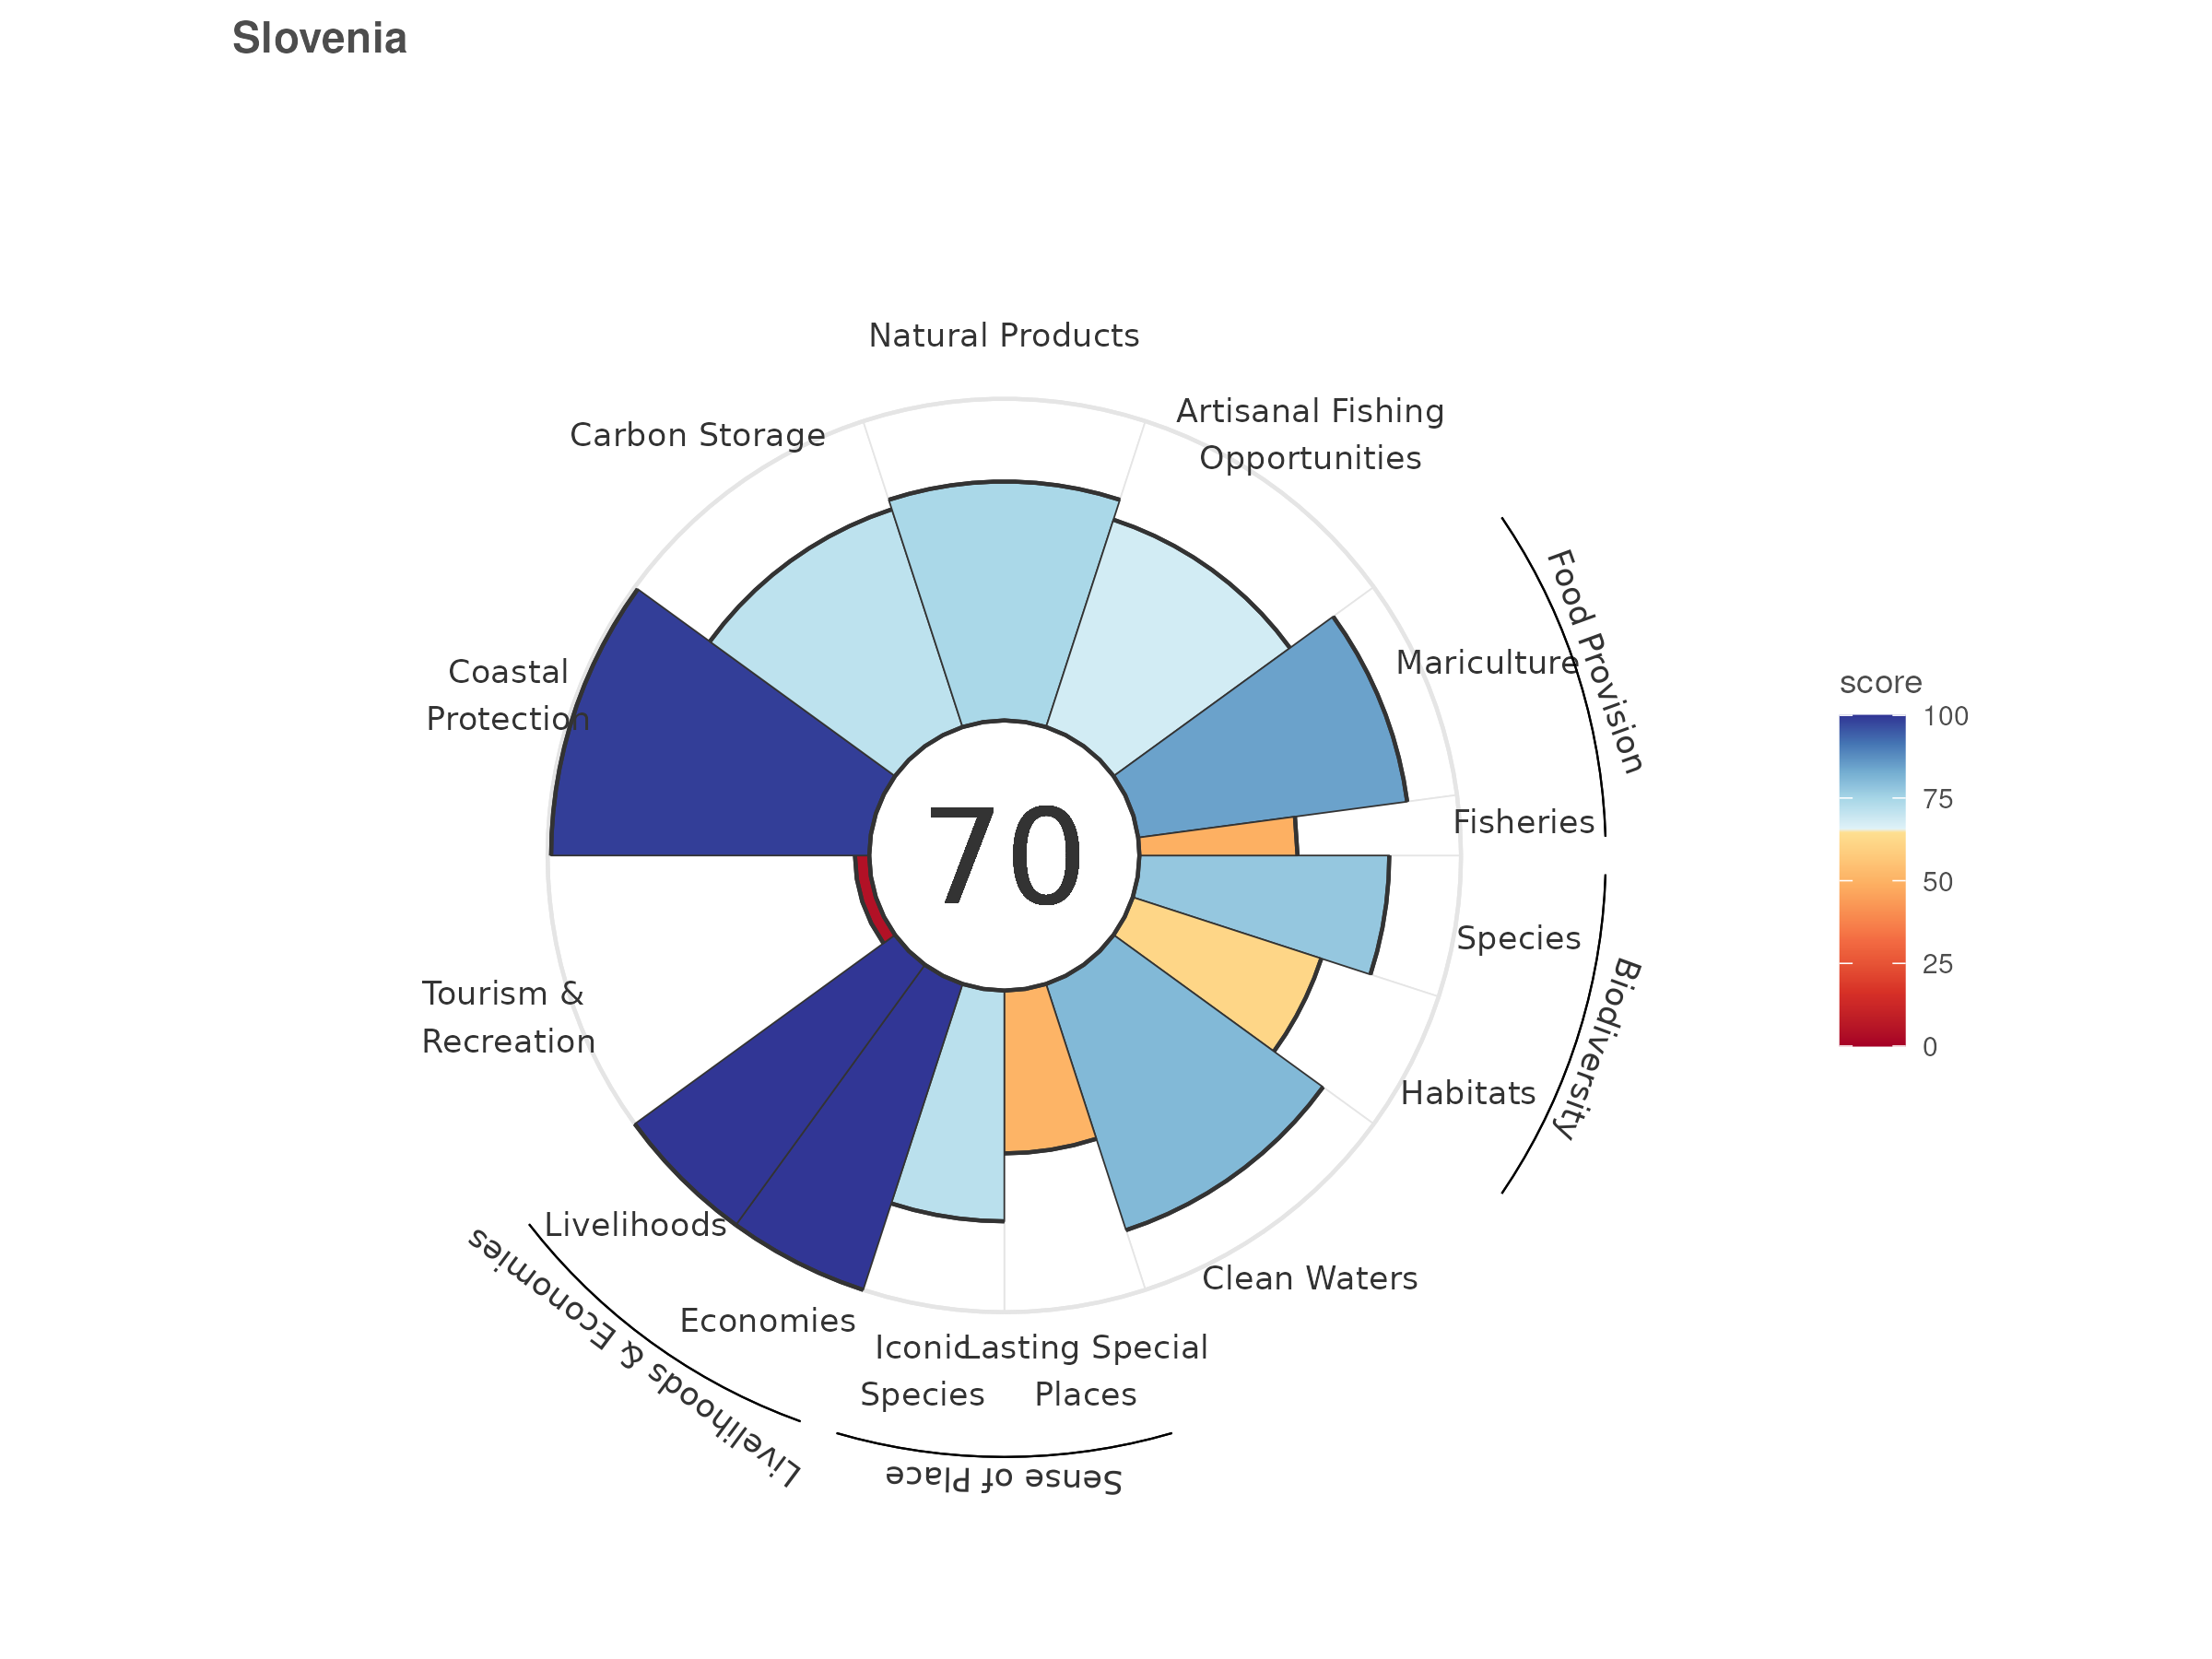 Slovenia
Natural Products
Artisanal Fishing
Opportunities
Carbon Storage
Food Provision
Mariculture
Coastal
Protection
Fisheries
score
100
75
50
25
0
70
Species
Biodiversity
Habitats
Tourism &
Recreation
Clean Waters
Livelihoods
Economies
Livelihoods & Economies
Iconic
Species
Lasting Special
Places
Sense of Place